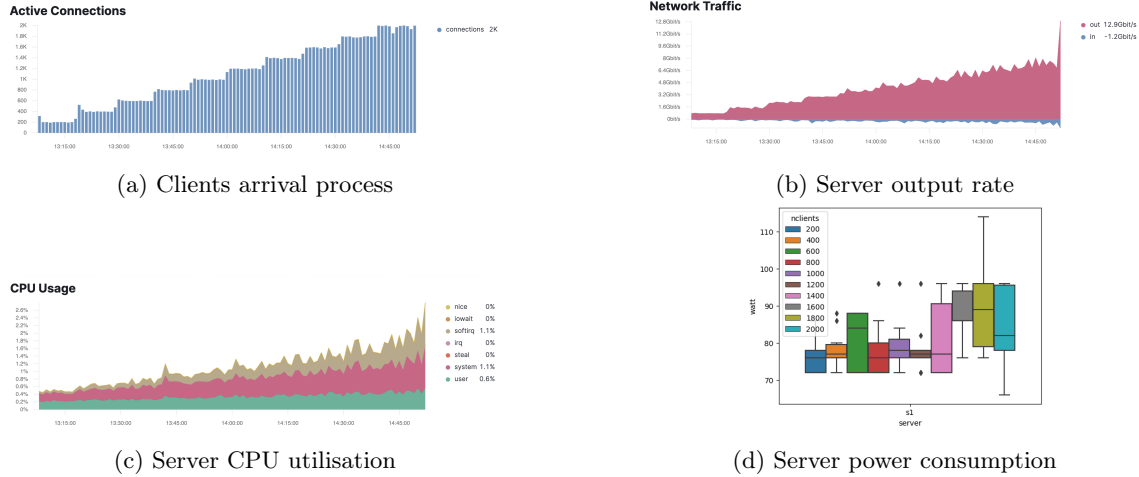 Active Connections
2K
1.8K
1.6K
1.4K
1.2K
1K
800
600
400
200
0
13:15:00 13:30:00 13:45:00 14:00:00 14:15:00 14:30:00 14:45:00
connections 2K
(a) Clients arrival process
Network Traffic
12.8Gbit/s
11.2Gbit/s
9.6Gbit/s
8Gbit/s
6.4Gbit/s
4.8Gbit/s
3.2Gbit/s
1.6Gbit/s
0bit/s
13:15:00 13:30:00 13:45:00 14:00:00 14:15:00 14:30:00 14:45:00
out 12.9Gbit/s
in -1.2Gbit/s
(b) Server output rate
CPU Usage
2.6%
2.4%
2.2%
2%
1.8%
1.6%
1.4%
1.2%
1%
0.8%
0.6%
0.4%
0.2%
0%
13:15:00 13:30:00 13:45:00 14:00:00 14:15:00 14:30:00 14:45:00
nice 0%
iowait 0%
softirq 1.1%
irq 0%
steal 0%
system 1.1%
user 0.6%
(c) Server CPU utilisation
nclients
200
400
600
800
1000
1200
1400
1600
1800
2000
110
100
90
80
70
watt
s1
server
(d) Server power consumption